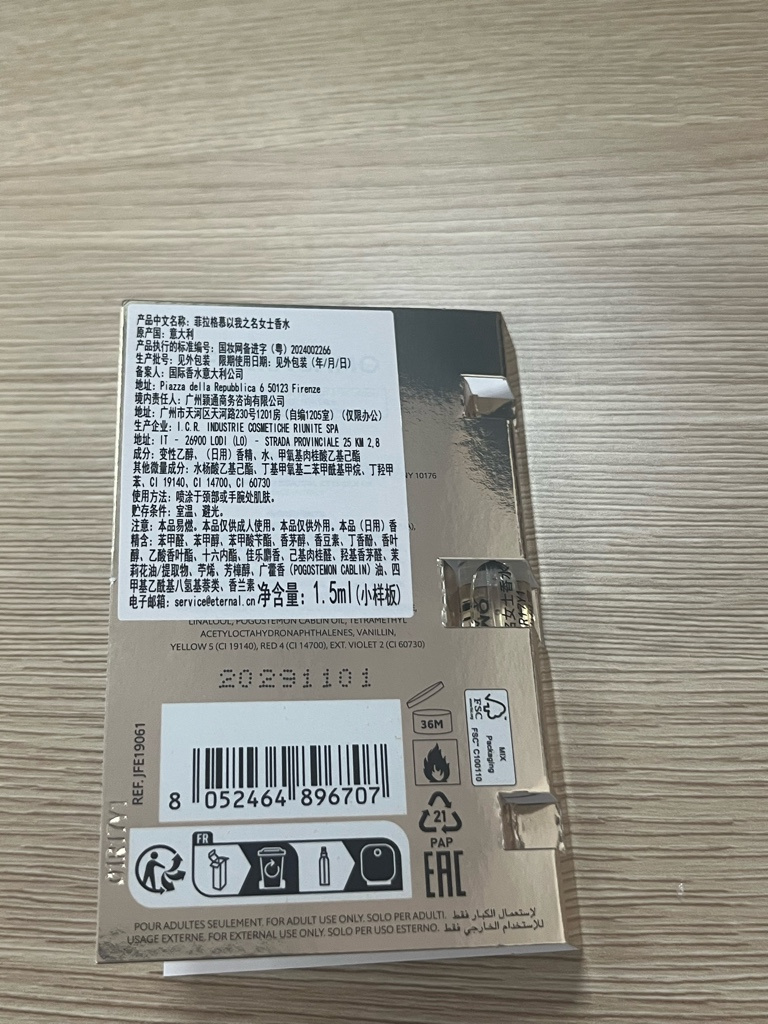 产品中文名称：菲拉格慕以我之名女士香水
原产国：意大利
产品执行的标准编号：国妆网备进字（粤）2024002266
生产批号：见外包装 限期使用日期：见外包装（年/月/日）
备案人：国际香水意大利公司
地址：Piazza della Repubblica 6 50123 Firenze
境内责任人：广州颖通商务咨询有限公司
地址：广州市天河区天河路230号1201房（自编1205室）（仅限办公）
生产企业：I.C.R. INDUSTRIE COSMETICHE RIUNITE SPA
地址：IT - 26900 LODI (LO) - STRADA PROVINCIALE 25 KM 2,8
成分：变性乙醇、（日用）香精、水、甲氧基肉桂酸乙基己酯
其他微量成分：水杨酸乙基己酯、丁基甲氧基二苯甲酰基甲烷、丁羟甲
苯、CI 19140、CI 14700、CI 60730
使用方法：喷涂于颈部或手腕处肌肤。
贮存条件：室温、避光。
注意：本品易燃。本品仅供成人使用。本品仅供外用。本品（日用）香
精含：苯甲醛、苯甲醇、苯甲酸苄酯、香茅醇、香豆素、丁香酚、香叶
醇、乙酸香叶酯、十六内酯、佳乐麝香、己基肉桂醛、羟基香茅醛、茉
莉花油/提取物、苧烯、芳樟醇、广藿香（POGOSTEMON CABLIN）油、四
甲基乙酰基八氢基萘类、香兰素
电子邮箱：service@eternal.cn 净含量：1.5ml(小样板)
NY 10176
LINALOOL, POGOSTEMON CABLIN OIL, TETRAMETHYL
ACETYLOCTAHYDRONAPHTHALENES, VANILLIN,
YELLOW 5 (CI 19140), RED 4 (CI 14700), EXT. VIOLET 2 (CI 60730)
女士香水
20291101
36M
FSC
MIX
Packaging
FSC® C100110
REF. JFE19061
8 052464 896707
21
PAP
FR
EAC
POUR ADULTES SEULEMENT. FOR ADULT USE ONLY. SOLO PER ADULTI. لإستعمال الكبار فقط
USAGE EXTERNE. FOR EXTERNAL USE ONLY. SOLO PER USO ESTERNO. للاستخدام الخارجي فقط